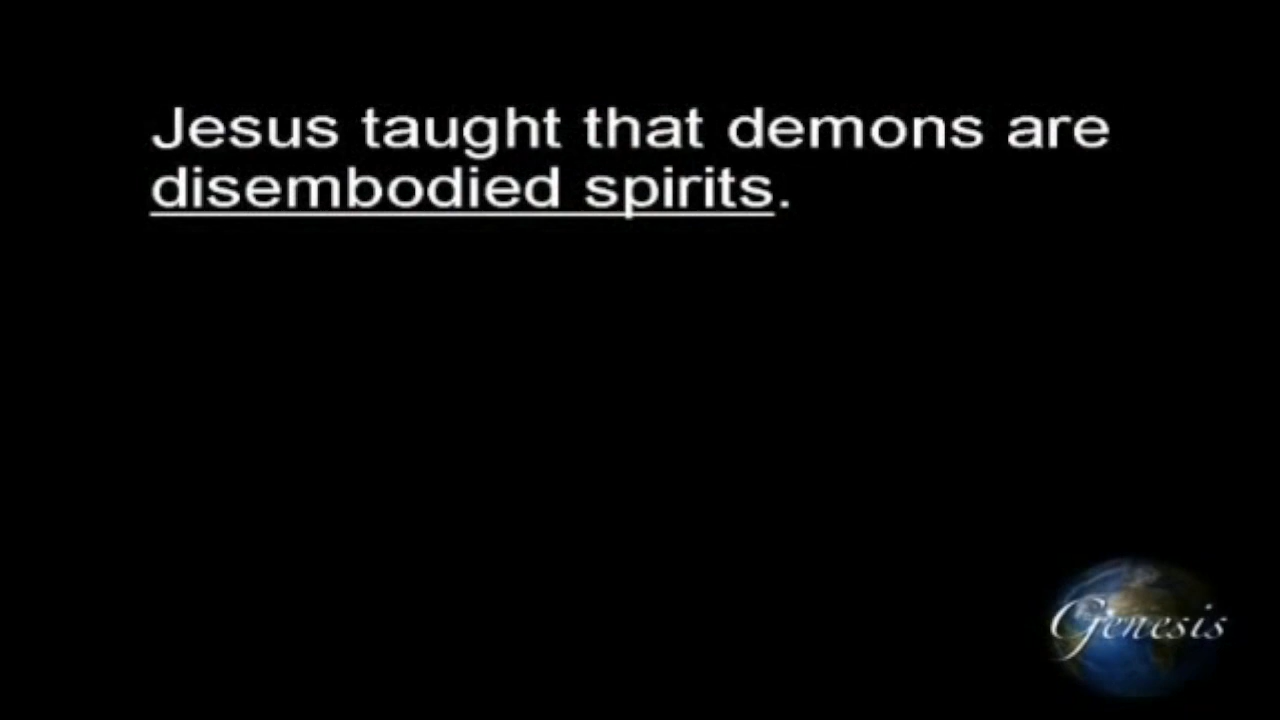 Jesus taught that demons are
disembodied spirits.
Genesis